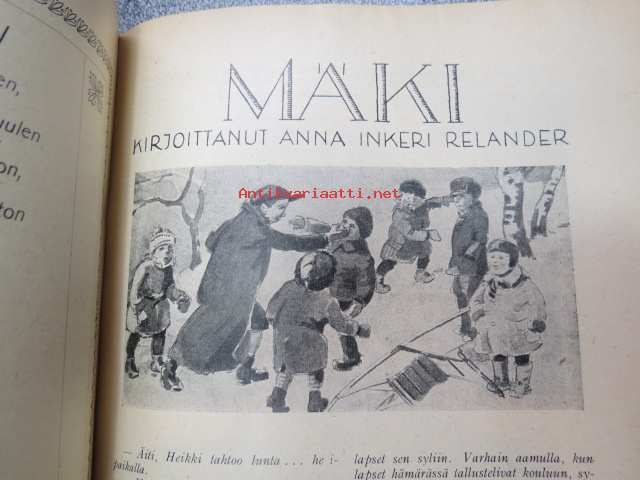 en,
uulen
on,
ton
MÄKI
KIRJOITTANUT ANNA INKERI RELANDER
Antikvariaatti.net
— Äiti, Heikki tahtoo lunta ... he i-
paikalla.
lapset sen syliin. Varhain aamulla, kun
lapset hämärässä tallustelivat kouluun, sy-